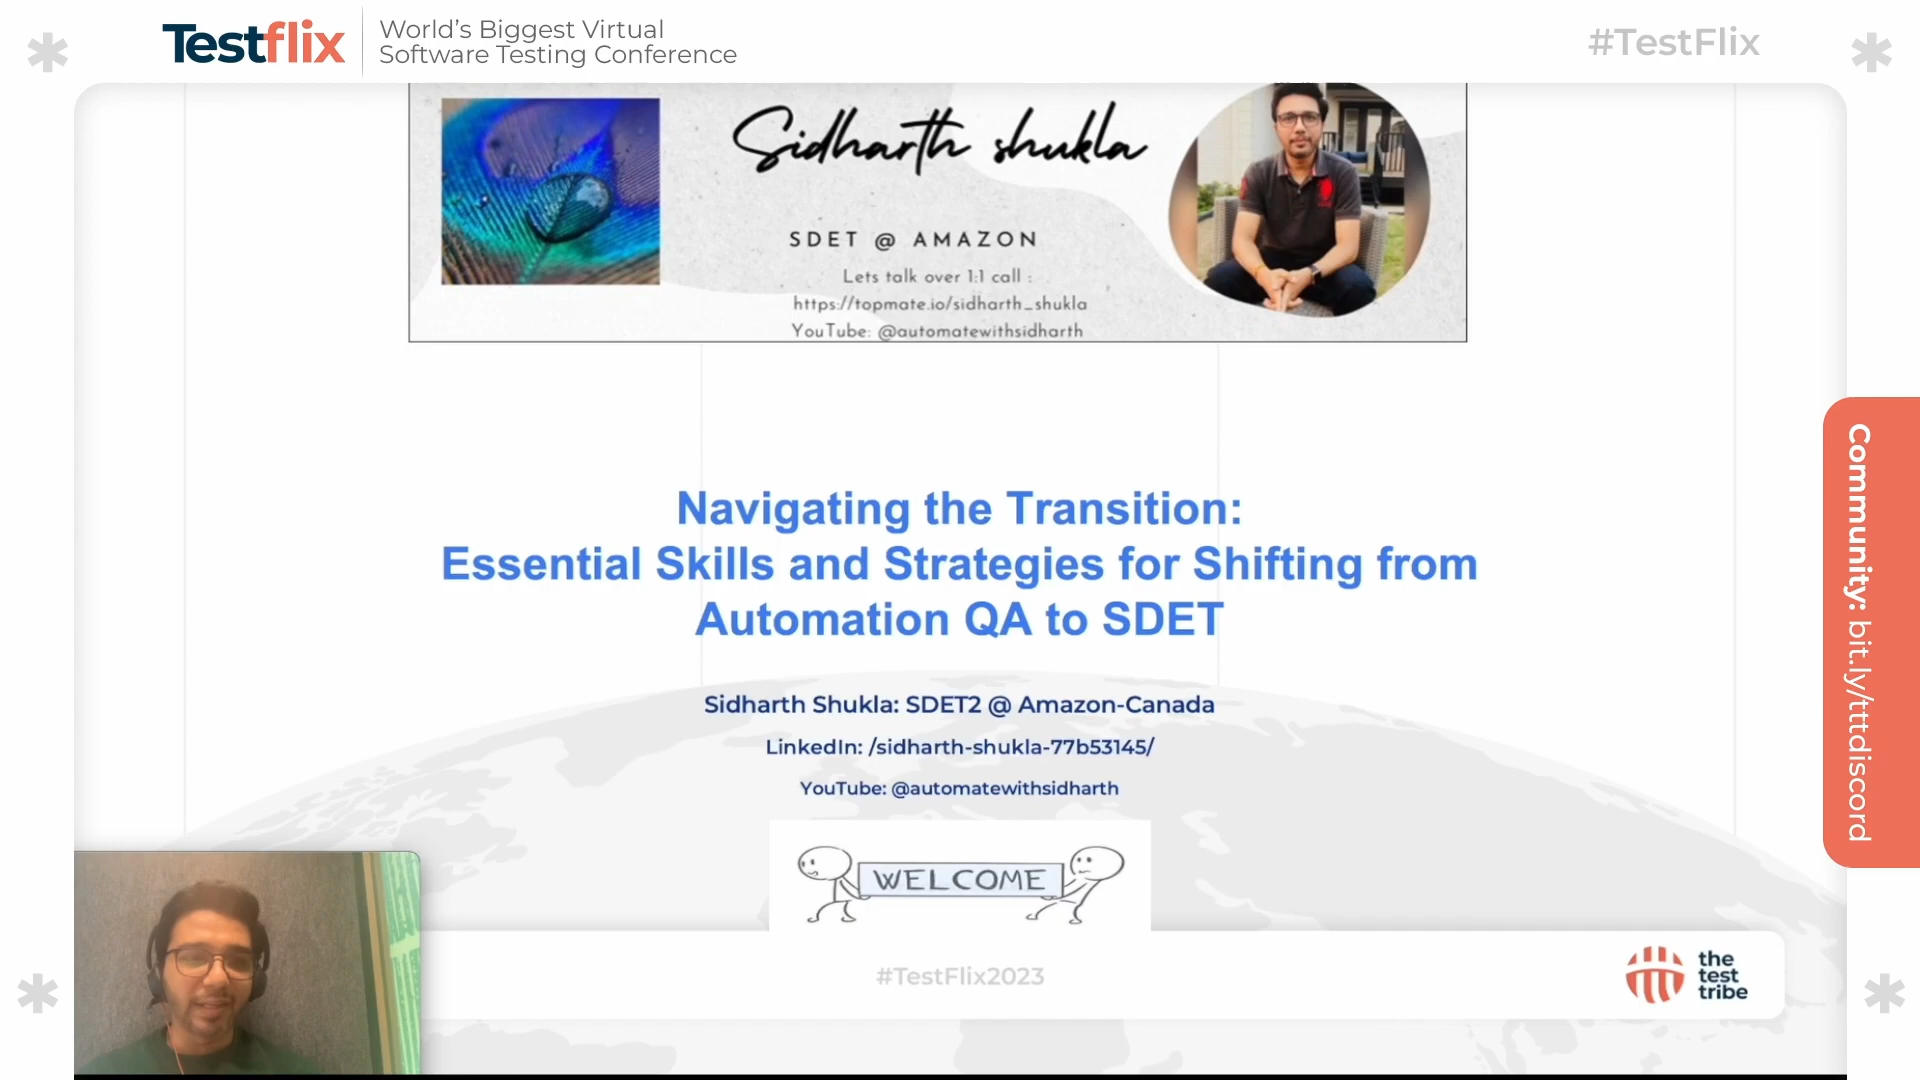 Testflix
World's Biggest Virtual
Software Testing Conference
#TestFlix
Sidharth shukla
SDET @ AMAZON
Lets talk over 1:1 call :
https://topmate.io/sidharth_shukla
YouTube: @automatewithsidharth
Navigating the Transition:
Essential Skills and Strategies for Shifting from
Automation QA to SDET
Sidharth Shukla: SDET2 @ Amazon-Canada
LinkedIn: /sidharth-shukla-77b53145/
YouTube: @automatewithsidharth
WELCOME
Community: bit.ly/tttdiscord
#TestFlix2023
the
test
tribe